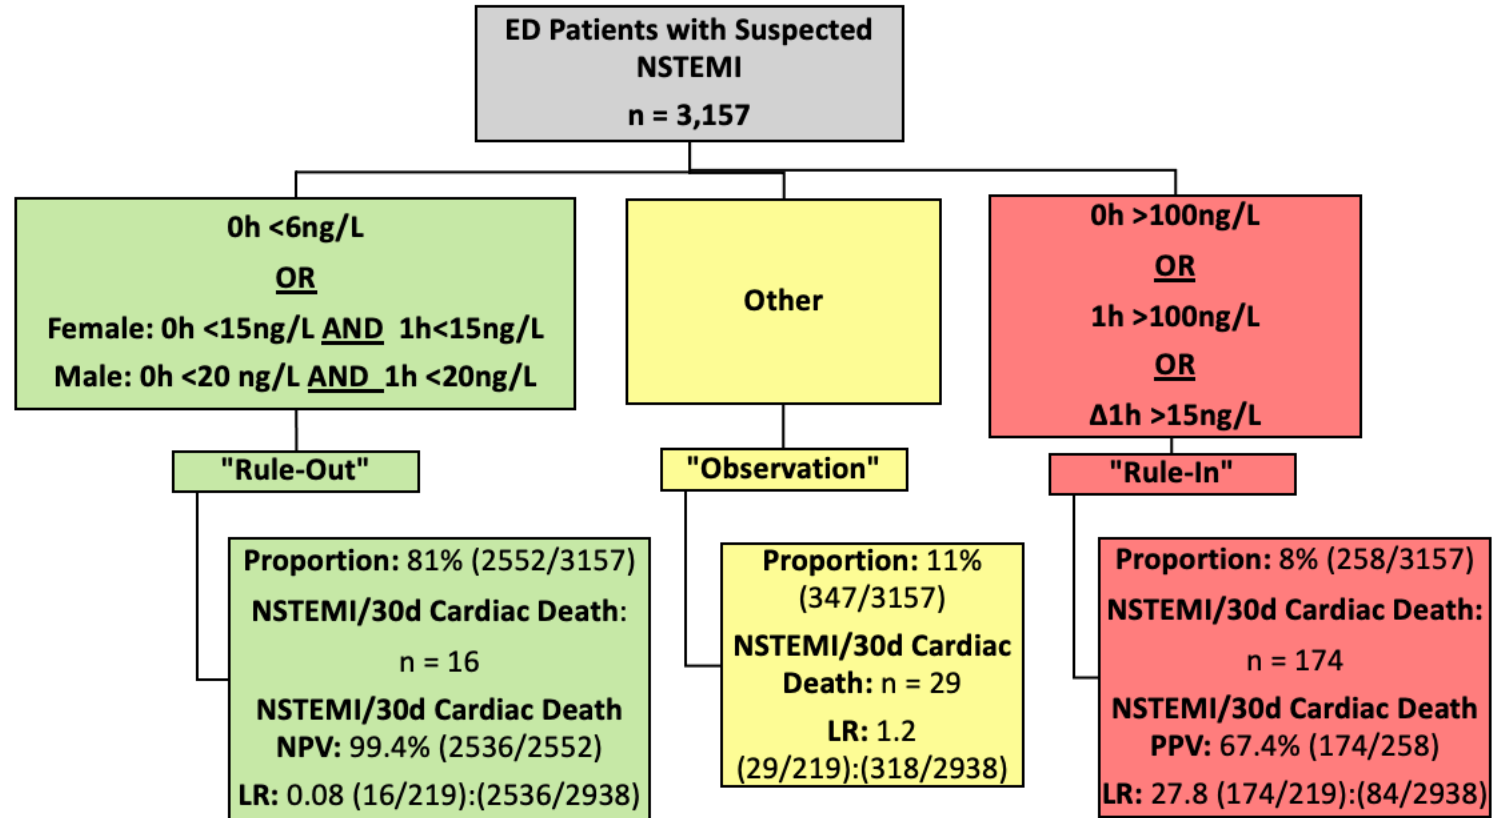 ED Patients with Suspected
NSTEMI
n = 3,157
0h <6ng/L
OR
Female: 0h <15ng/L AND 1h<15ng/L
Male: 0h <20 ng/L AND 1h <20ng/L
Other
0h >100ng/L
OR
1h >100ng/L
OR
Δ1h >15ng/L
"Rule-Out"
"Observation"
"Rule-In"
Proportion: 81% (2552/3157)
NSTEMI/30d Cardiac Death:
n = 16
NSTEMI/30d Cardiac Death
NPV: 99.4% (2536/2552)
LR: 0.08 (16/219):(2536/2938)
Proportion: 11%
(347/3157)
NSTEMI/30d Cardiac
Death: n = 29
LR: 1.2
(29/219):(318/2938)
Proportion: 8% (258/3157)
NSTEMI/30d Cardiac Death:
n = 174
NSTEMI/30d Cardiac Death
PPV: 67.4% (174/258)
LR: 27.8 (174/219):(84/2938)